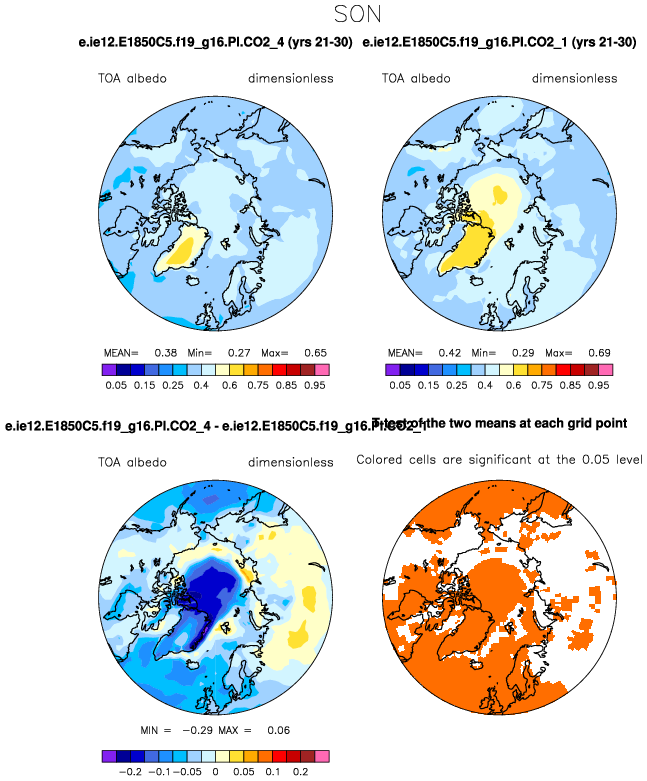 SON
e.ie12.E1850C5.f19_g16.PI.CO2_4 (yrs 21-30)
e.ie12.E1850C5.f19_g16.PI.CO2_1 (yrs 21-30)
TOA albedo dimensionless
TOA albedo dimensionless
MEAN= 0.38 Min= 0.27 Max= 0.65
MEAN= 0.42 Min= 0.29 Max= 0.69
0.05 0.15 0.25 0.4 0.6 0.75 0.85 0.95
0.05 0.15 0.25 0.4 0.6 0.75 0.85 0.95
e.ie12.E1850C5.f19_g16.PI.CO2_4 - e.ie12.E1850C5.f19_g16.PI.CO2_1
T-test of the two means at each grid point
TOA albedo dimensionless
Colored cells are significant at the 0.05 level
MIN = -0.29 MAX = 0.06
-0.2 -0.1 -0.05 0 0.05 0.1 0.2